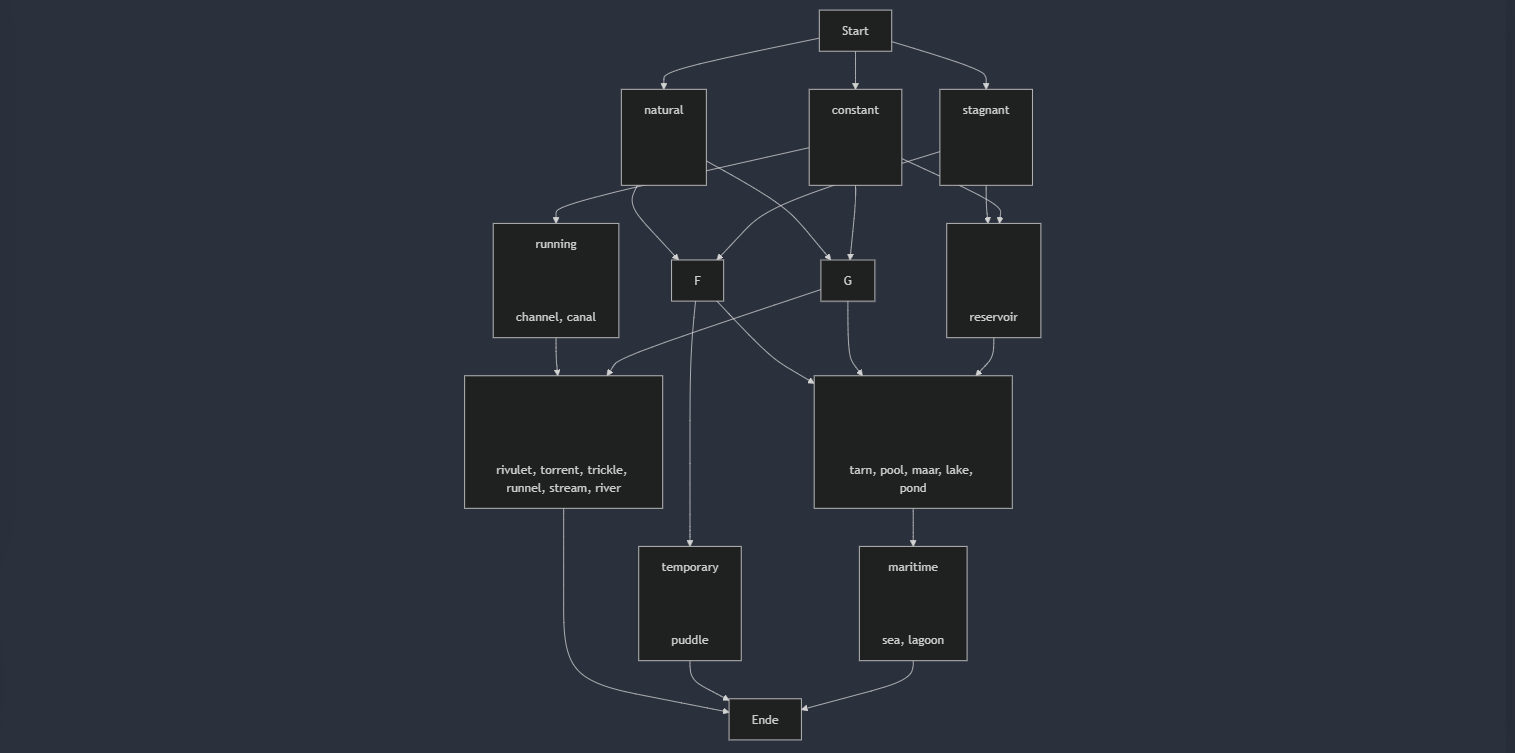 Start
natural
constant
stagnant
running
channel, canal
F
G
reservoir
rivulet, torrent, trickle,
runnel, stream, river
tarn, pool, maar, lake,
pond
temporary
puddle
maritime
sea, lagoon
Ende